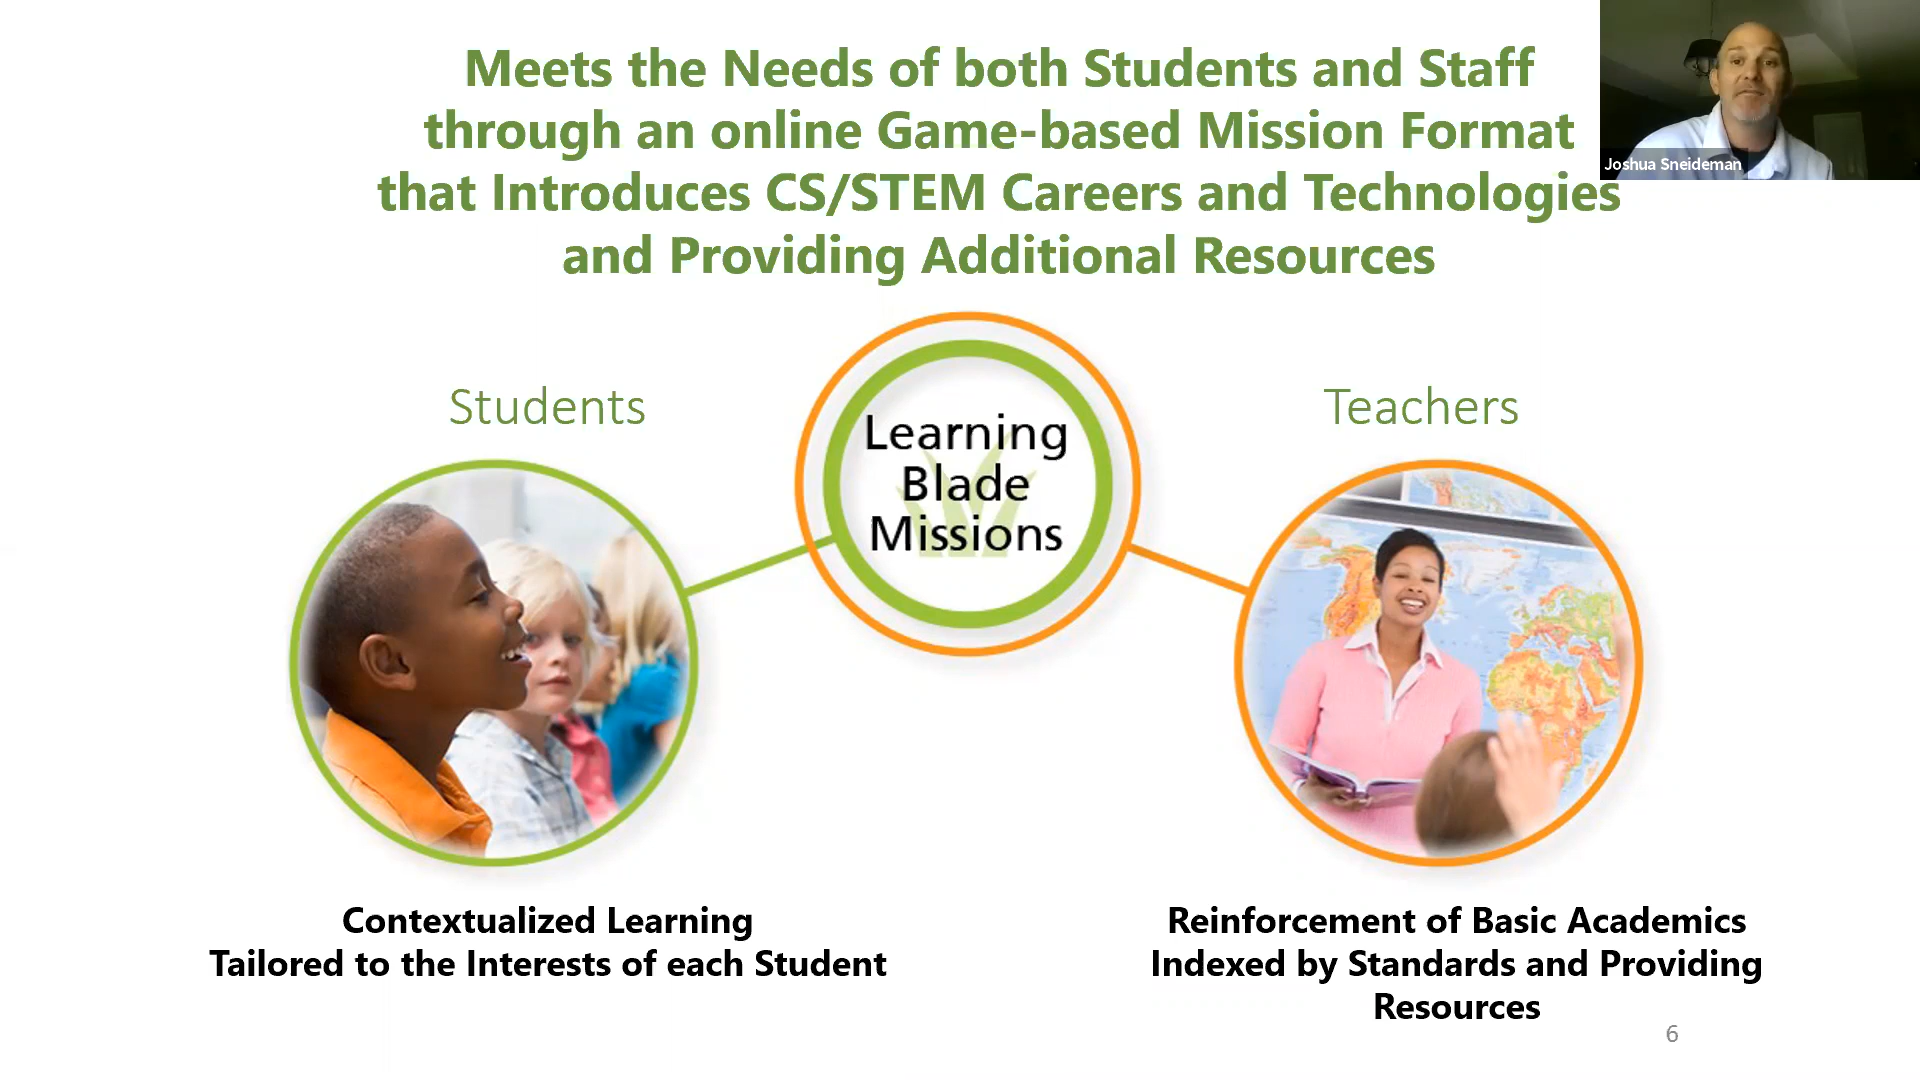 Meets the Needs of both Students and Staff
through an online Game-based Mission Format
that Introduces CS/STEM Careers and Technologies
and Providing Additional Resources
Joshua Sneideman
Students
Learning
Blade
Missions
Teachers
Contextualized Learning
Tailored to the Interests of each Student
Reinforcement of Basic Academics
Indexed by Standards and Providing
Resources
6